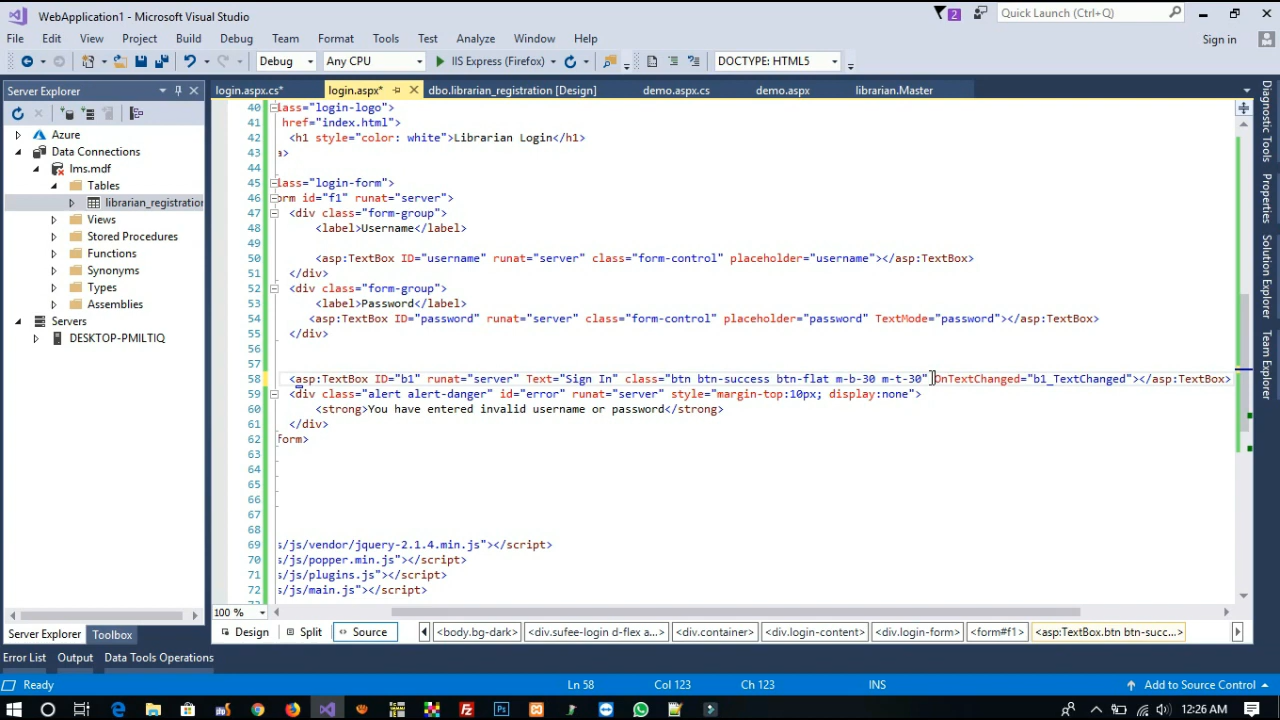 WebApplication1 - Microsoft Visual Studio
2
Quick Launch (Ctrl+Q)
File Edit View Project Build Debug Team Format Tools Test Analyze Window Help
Sign in
Debug Any CPU IIS Express (Firefox) DOCTYPE: HTML5
Server Explorer
login.aspx.cs* login.aspx* dbo.librarian_registration [Design] demo.aspx.cs demo.aspx librarian.Master
Azure
Data Connections
lms.mdf
Tables
librarian_registration
Views
Stored Procedures
Functions
Synonyms
Types
Assemblies
Servers
DESKTOP-PMILTIQ
Server Explorer Toolbox
40 lass="login-logo">
41 href="index.html">
42 <h1 style="color: white">Librarian Login</h1>
43 a>
44
45 lass="login-form">
46 orm id="f1" runat="server">
47 <div class="form-group">
48 <label>Username</label>
49
50 <asp:TextBox ID="username" runat="server" class="form-control" placeholder="username"></asp:TextBox>
51 </div>
52 <div class="form-group">
53 <label>Password</label>
54 <asp:TextBox ID="password" runat="server" class="form-control" placeholder="password" TextMode="password"></asp:TextBox>
55 </div>
56
57
58 <asp:TextBox ID="b1" runat="server" Text="Sign In" class="btn btn-success btn-flat m-b-30 m-t-30" OnTextChanged="b1_TextChanged"></asp:TextBox>
59 <div class="alert alert-danger" id="error" runat="server" style="margin-top:10px; display:none">
60 <strong>You have entered invalid username or password</strong>
61 </div>
62 form>
63
64
65
66
67
68
69 s/js/vendor/jquery-2.1.4.min.js"></script>
70 s/js/popper.min.js"></script>
71 s/js/plugins.js"></script>
72 s/js/main.js"></script>
100 %
Design Split Source <body.bg-dark> <div.sufee-login d-flex a...> <div.container> <div.login-content> <div.login-form> <form#f1> <asp:TextBox.btn btn-succ...>
Diagnostic Tools
Properties
Solution Explorer
Team Explorer
Error List Output Data Tools Operations
Ready Ln 58 Col 123 Ch 123 INS Add to Source Control
12:26 AM